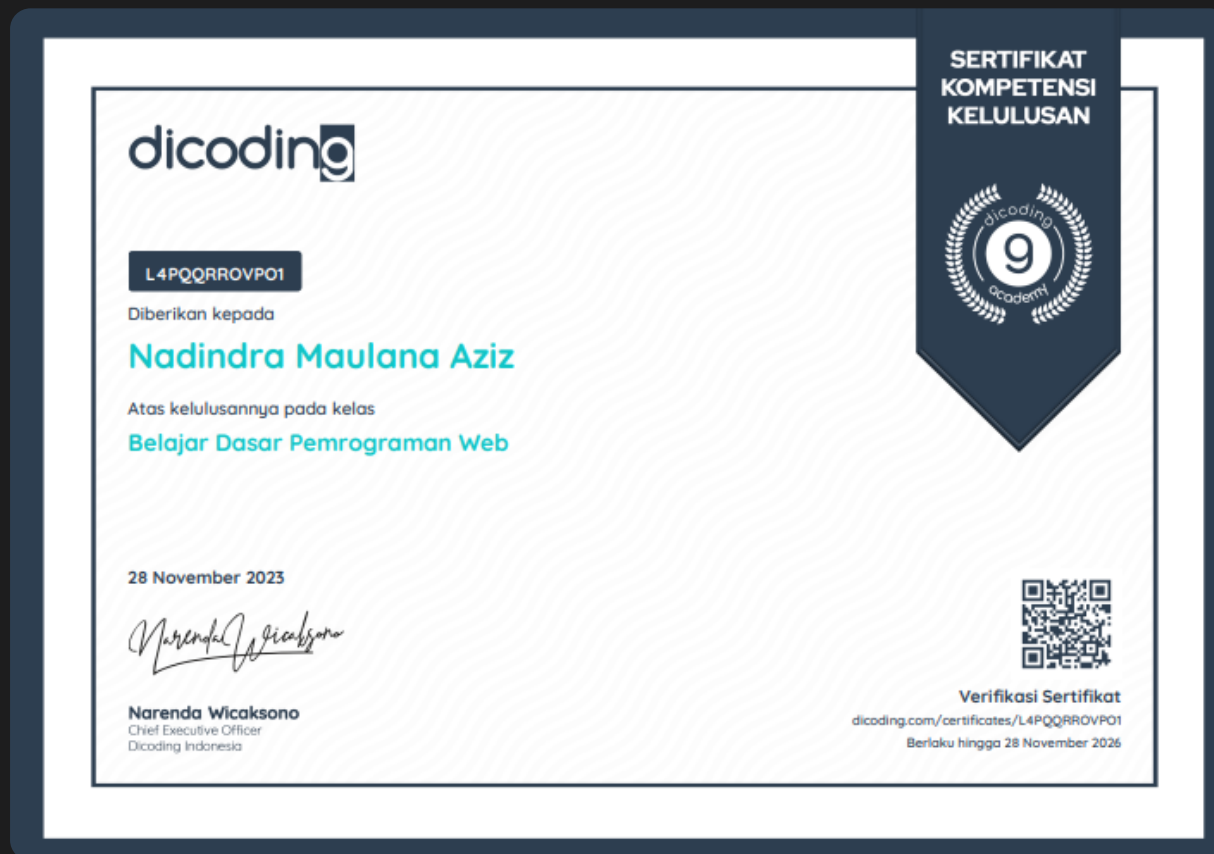 SERTIFIKAT
KOMPETENSI
KELULUSAN
dicoding
dicoding
9
academy
L4PQQRROVPO1
Diberikan kepada
Nadindra Maulana Aziz
Atas kelulusannya pada kelas
Belajar Dasar Pemrograman Web
28 November 2023
Narenda Wicaksono
Narenda Wicaksono
Chief Executive Officer
Dicoding Indonesia
Verifikasi Sertifikat
dicoding.com/certificates/L4PQQRROVPO1
Berlaku hingga 28 November 2026